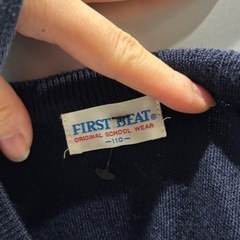 FIRST BEAT®
ORIGINAL SCHOOL WEAR
-110-